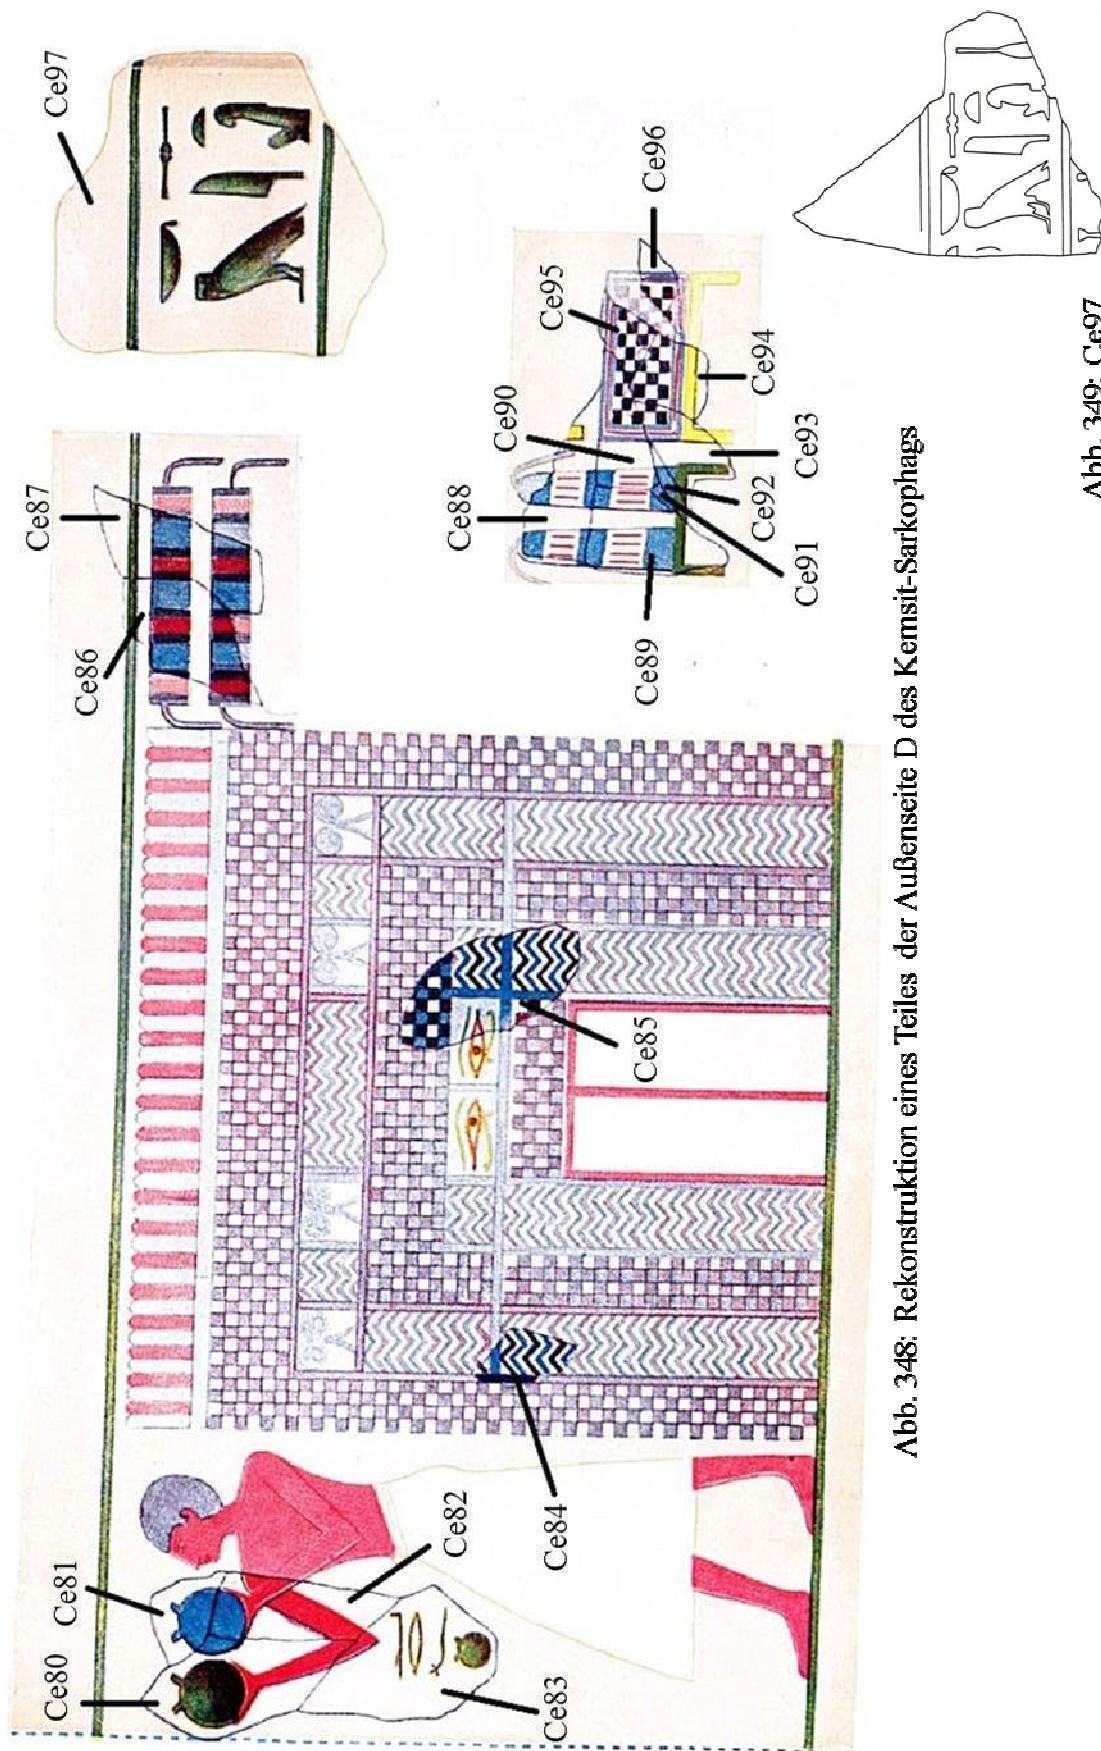 Ce80
Ce81
Ce82
Ce83
Ce84
Ce85
Ce86
Ce87
Ce88
Ce89
Ce90
Ce91
Ce92
Ce93
Ce94
Ce95
Ce96
Ce97
Abb. 348: Rekonstruktion eines Teiles der Außenseite D des Kemsit-Sarkophags
Abb. 349: Ce97